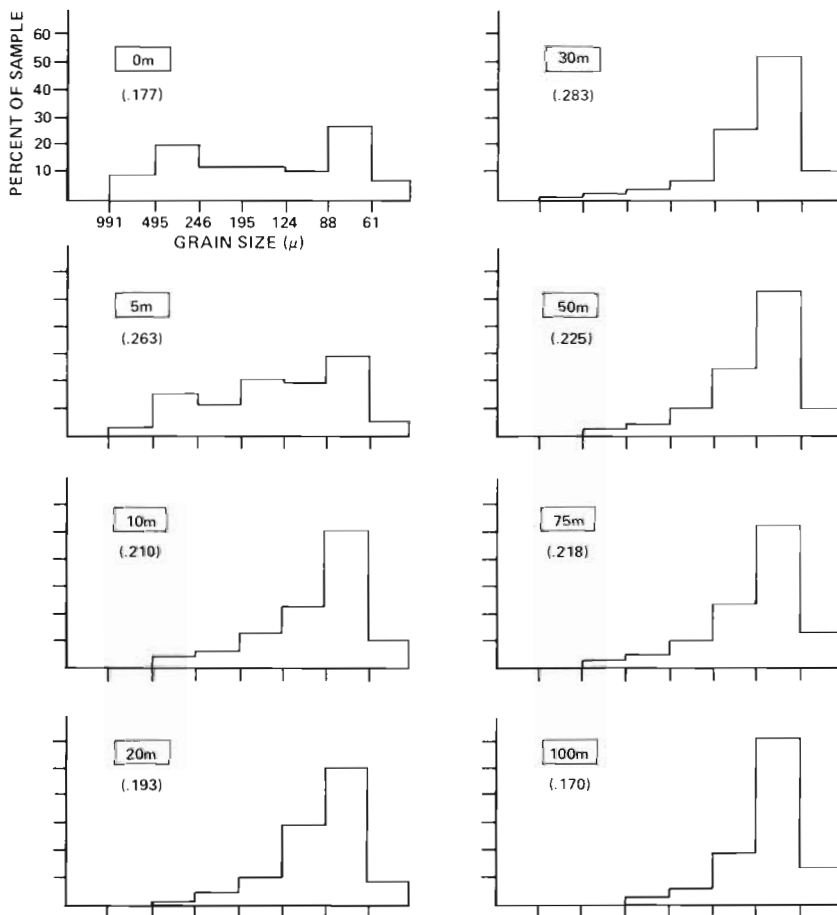 PERCENT OF SAMPLE
60
50
40
30
20
10
0m
(.177)
991 495 246 195 124 88 61
GRAIN SIZE (μ)
5m
(.263)
10m
(.210)
20m
(.193)
30m
(.283)
50m
(.225)
75m
(.218)
100m
(.170)